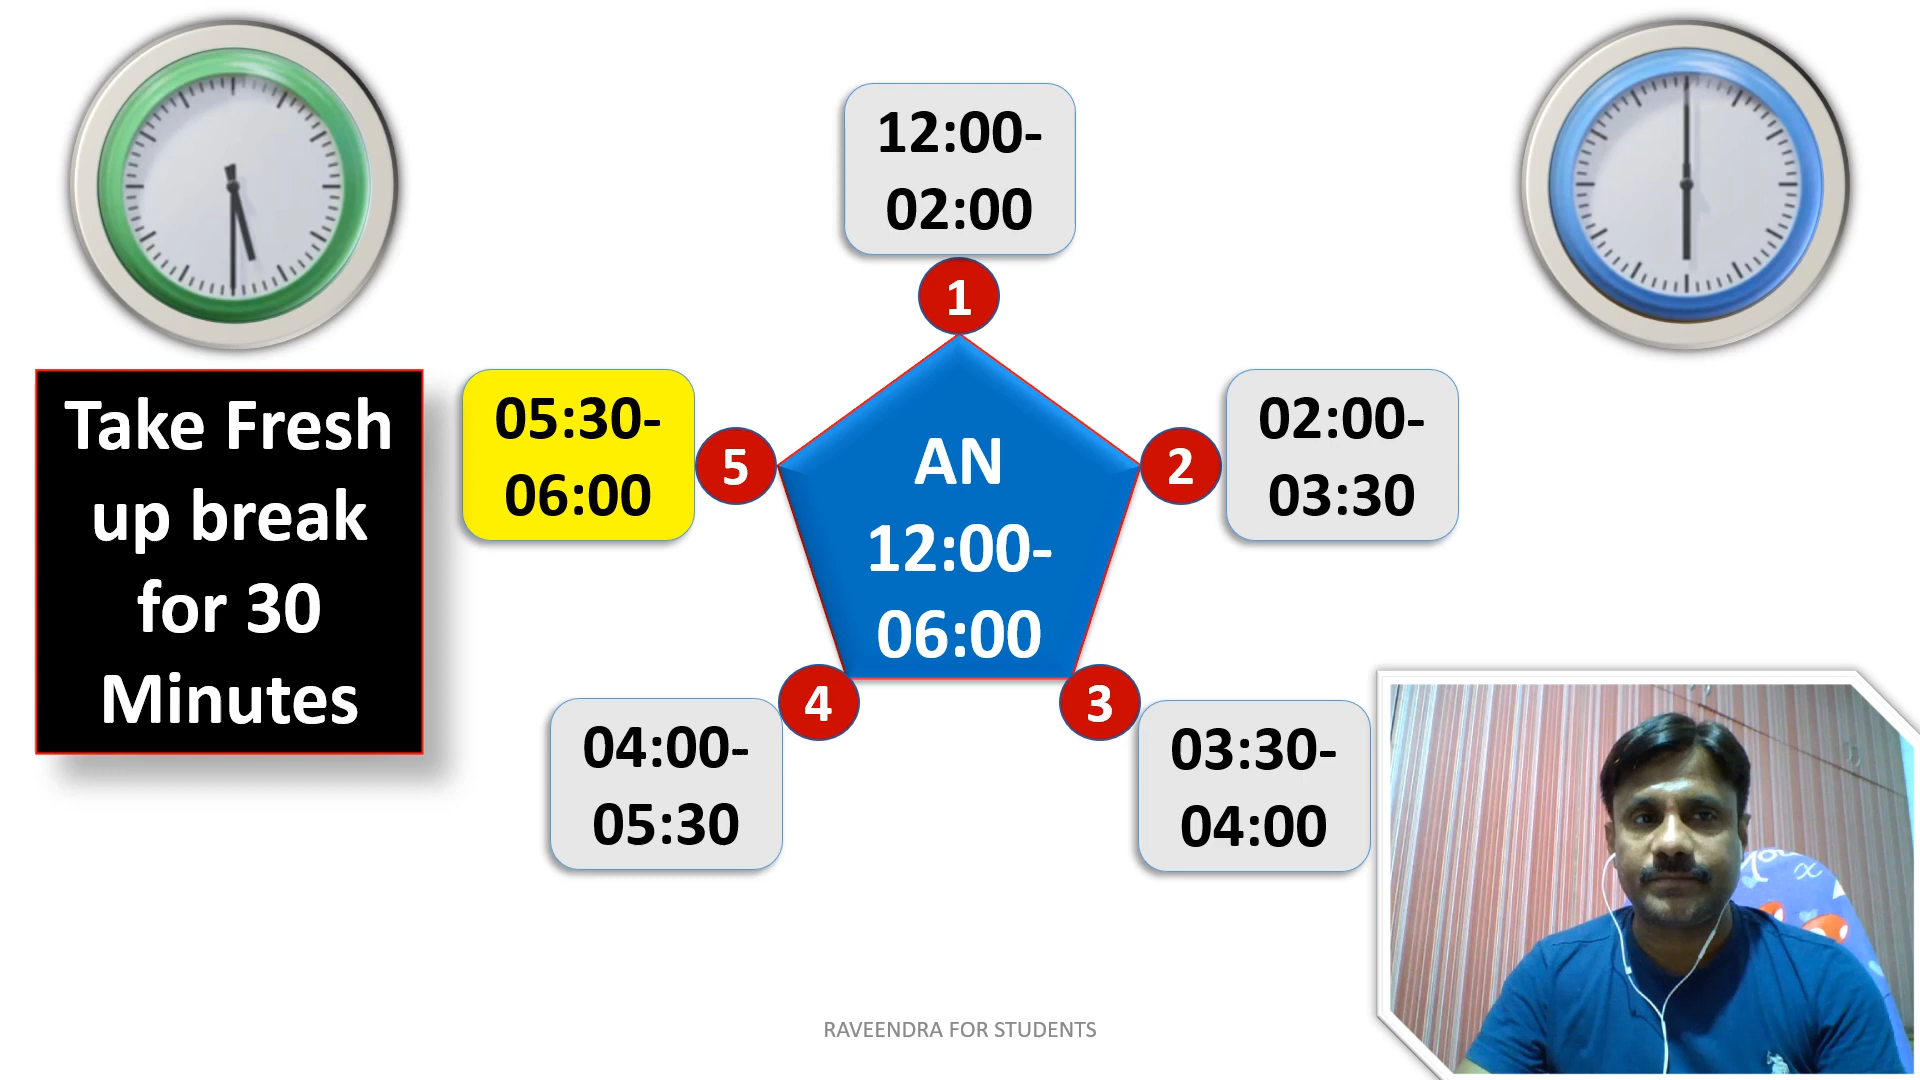 12:00-
02:00
1
Take Fresh
up break
for 30
Minutes
05:30-
06:00
5
AN
12:00-
06:00
2
02:00-
03:30
4
04:00-
05:30
3
03:30-
04:00
RAVEENDRA FOR STUDENTS